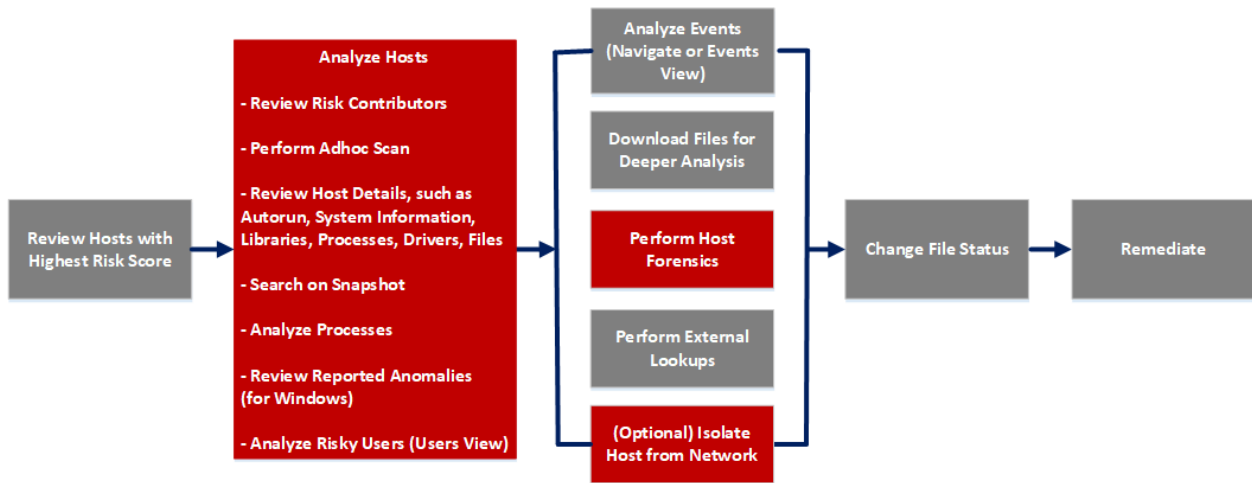 Review Hosts with
Highest Risk Score
Analyze Hosts
- Review Risk Contributors
- Perform Adhoc Scan
- Review Host Details, such as
Autorun, System Information,
Libraries, Processes, Drivers, Files
- Search on Snapshot
- Analyze Processes
- Review Reported Anomalies
(for Windows)
- Analyze Risky Users (Users View)
Analyze Events
(Navigate or Events
View)
Download Files for
Deeper Analysis
Perform Host
Forensics
Perform External
Lookups
(Optional) Isolate
Host from Network
Change File Status
Remediate